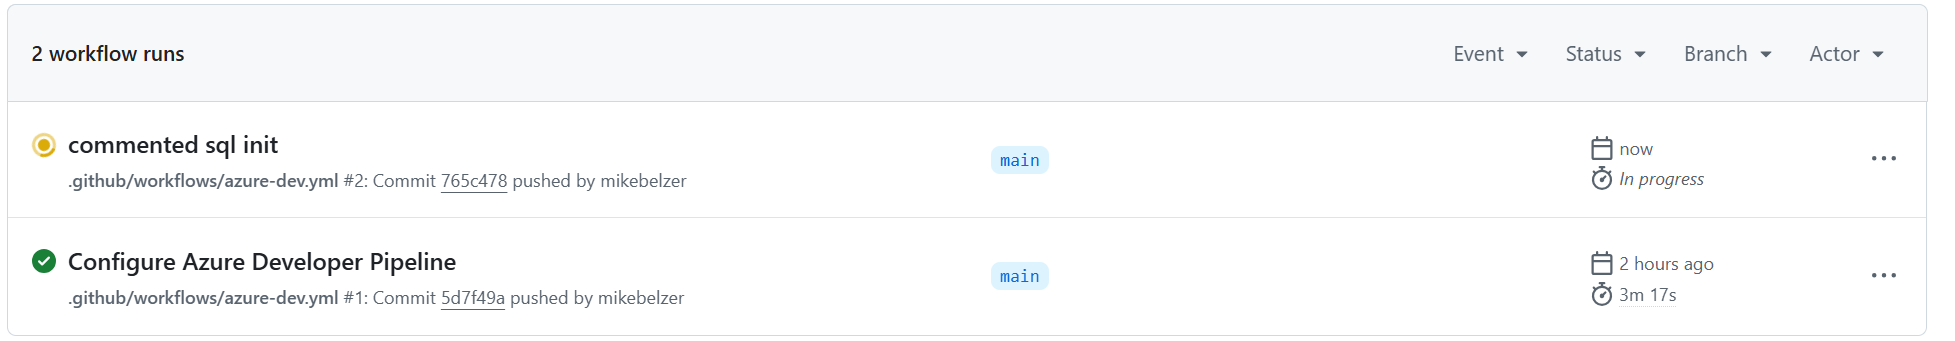 2 workflow runs
Event Status Branch Actor
commented sql init
.github/workflows/azure-dev.yml #2: Commit 765c478 pushed by mikebelzer
main
now
In progress
Configure Azure Developer Pipeline
.github/workflows/azure-dev.yml #1: Commit 5d7f49a pushed by mikebelzer
main
2 hours ago
3m 17s